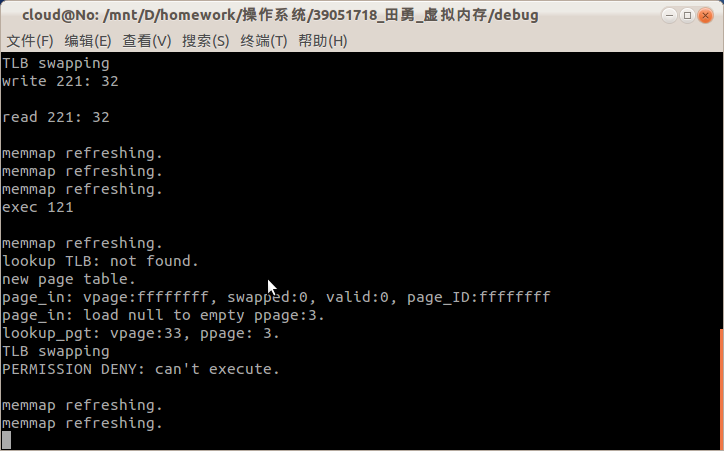 cloud@No: /mnt/D/homework/操作系统/39051718_田勇_虚拟内存/debug
文件(F) 编辑(E) 查看(V) 搜索(S) 终端(T) 帮助(H)
TLB swapping
write 221: 32
read 221: 32
memmap refreshing.
memmap refreshing.
memmap refreshing.
exec 121
memmap refreshing.
lookup TLB: not found.
new page table.
page_in: vpage:ffffffff, swapped:0, valid:0, page_ID:ffffffff
page_in: load null to empty ppage:3.
lookup_pgt: vpage:33, ppage: 3.
TLB swapping
PERMISSION DENY: can't execute.
memmap refreshing.
memmap refreshing.